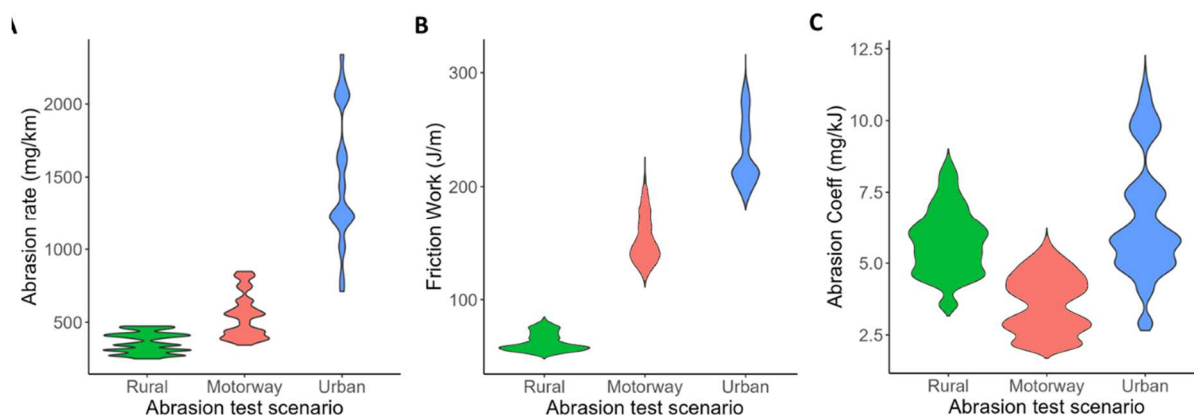 B
C
Abrasion rate (mg/km)
2000
1500
1000
500
Rural Motorway Urban
Abrasion test scenario
Friction Work (J/m)
300
200
100
Rural Motorway Urban
Abrasion test scenario
Abrasion Coeff (mg/kJ)
12.5
10.0
7.5
5.0
2.5
Rural Motorway Urban
Abrasion test scenario